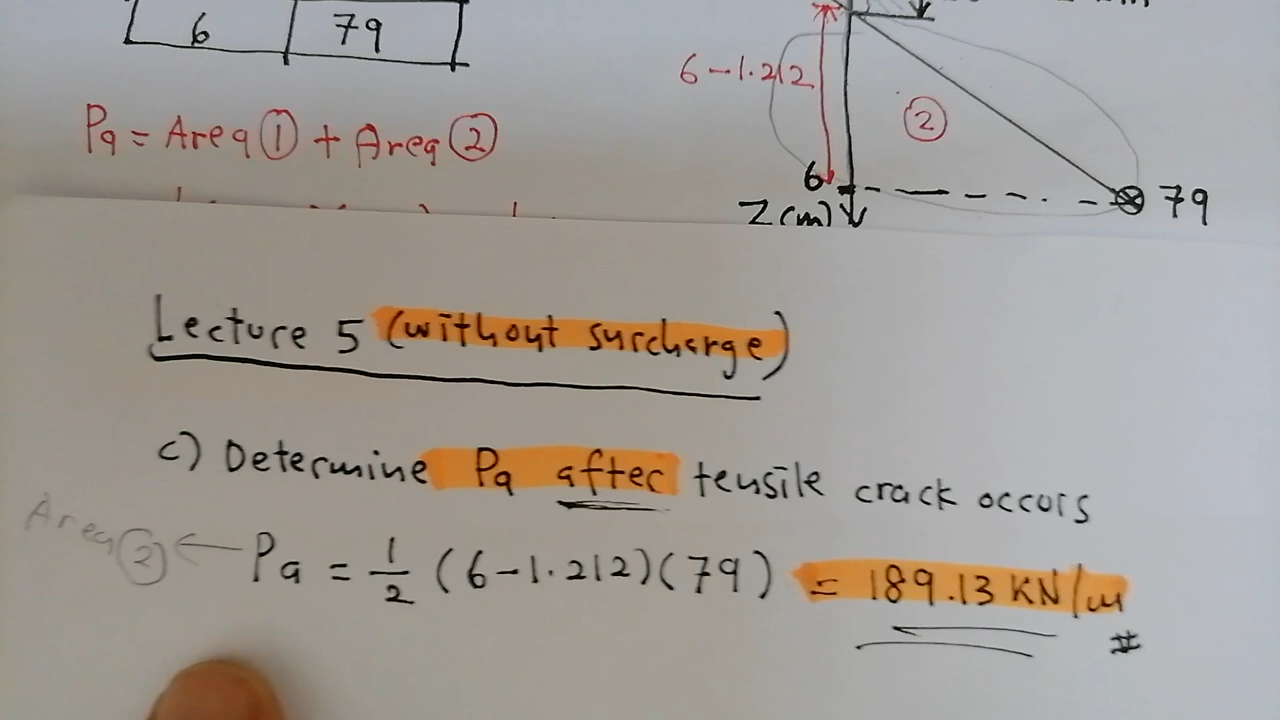 6 79
6-1.212
②
Pa = Area ① + Area ②
6
79
Z(m)
Lecture 5 (without surcharge)
c) Determine Pa after tensile crack occors
Area ② ← Pa = 1/2 (6-1.212)(79) = 189.13 KN/m #